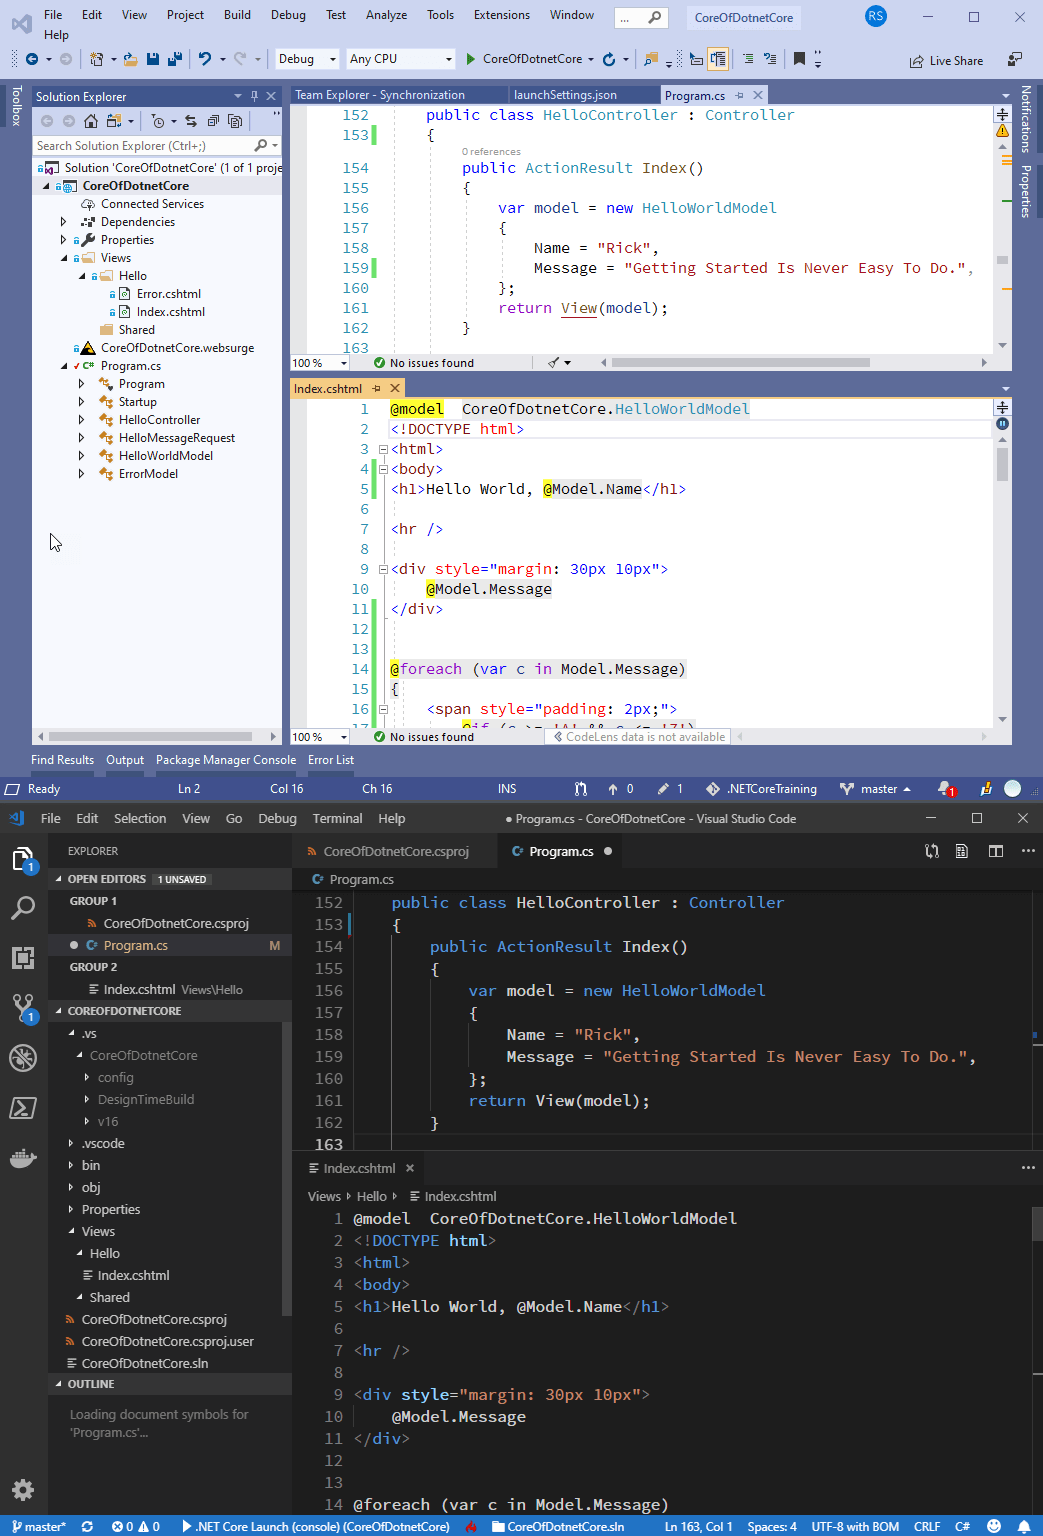 File Edit View Project Build Debug Test Analyze Tools Extensions Window ... CoreOfDotnetCore RS
Help
Debug Any CPU CoreOfDotnetCore Live Share
Toolbox
Solution Explorer
Search Solution Explorer (Ctrl+;)
Solution 'CoreOfDotnetCore' (1 of 1 proje
CoreOfDotnetCore
Connected Services
Dependencies
Properties
Views
Hello
Error.cshtml
Index.cshtml
Shared
CoreOfDotnetCore.websurge
C# Program.cs
Program
Startup
HelloController
HelloMessageRequest
HelloWorldModel
ErrorModel
Team Explorer - Synchronization launchSettings.json Program.cs
152 public class HelloController : Controller
153 {
0 references
154 public ActionResult Index()
155 {
156 var model = new HelloWorldModel
157 {
158 Name = "Rick",
159 Message = "Getting Started Is Never Easy To Do.",
160 };
161 return View(model);
162 }
163
100 % No issues found
Notifications
Properties
Index.cshtml
1 @model  CoreOfDotnetCore.HelloWorldModel
2 <!DOCTYPE html>
3 <html>
4 <body>
5 <h1>Hello World, @Model.Name</h1>
6
7 <hr />
8
9 <div style="margin: 30px 10px">
10 @Model.Message
11 </div>
12
13
14 @foreach (var c in Model.Message)
15 {
16 <span style="padding: 2px;">
17 @if (c >= 'A' && c <= 'Z')
100 % No issues found CodeLens data is not available
Find Results Output Package Manager Console Error List
Ready Ln 2 Col 16 Ch 16 INS 0 1 .NETCoreTraining master 1
File Edit Selection View Go Debug Terminal Help ● Program.cs - CoreOfDotnetCore - Visual Studio Code
1
1
EXPLORER
OPEN EDITORS 1 UNSAVED
GROUP 1
CoreOfDotnetCore.csproj
● C# Program.cs M
GROUP 2
Index.cshtml Views\Hello
COREOFDOTNETCORE
.vs
CoreOfDotnetCore
config
DesignTimeBuild
v16
.vscode
bin
obj
Properties
Views
Hello
Index.cshtml
Shared
CoreOfDotnetCore.csproj
CoreOfDotnetCore.csproj.user
CoreOfDotnetCore.sln
OUTLINE
Loading document symbols for
'Program.cs'...
CoreOfDotnetCore.csproj C# Program.cs ●
C# Program.cs
152 public class HelloController : Controller
153 {
154 public ActionResult Index()
155 {
156 var model = new HelloWorldModel
157 {
158 Name = "Rick",
159 Message = "Getting Started Is Never Easy To Do.",
160 };
161 return View(model);
162 }
163
Index.cshtml
Views Hello Index.cshtml
1 @model  CoreOfDotnetCore.HelloWorldModel
2 <!DOCTYPE html>
3 <html>
4 <body>
5 <h1>Hello World, @Model.Name</h1>
6
7 <hr />
8
9 <div style="margin: 30px 10px">
10 @Model.Message
11 </div>
12
13
14 @foreach (var c in Model.Message)
master* 0 0 .NET Core Launch (console) (CoreOfDotnetCore) CoreOfDotnetCore.sln Ln 163, Col 1 Spaces: 4 UTF-8 with BOM CRLF C#